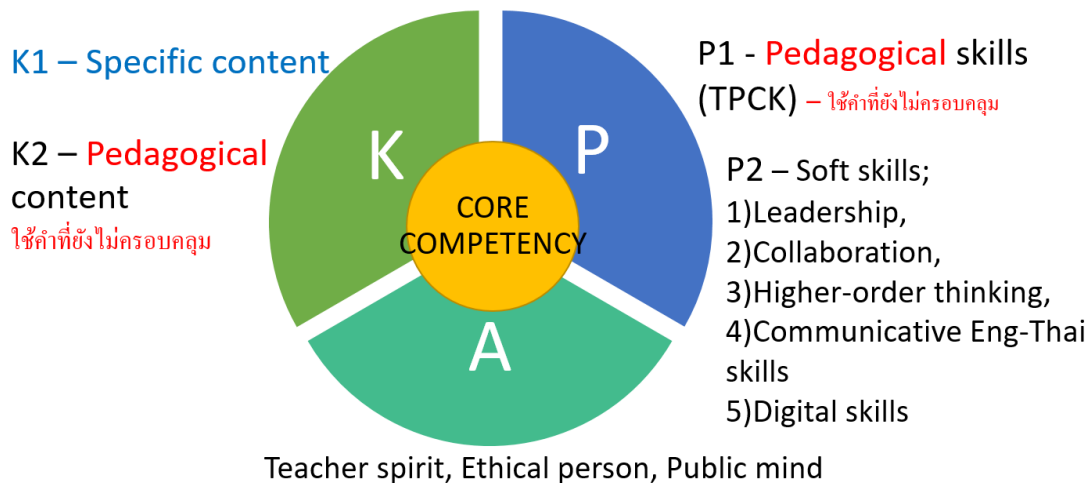 K1 – Specific content
K2 – Pedagogical
content
ใช้คำที่ยังไม่ครอบคลุม
K
P
A
CORE
COMPETENCY
P1 - Pedagogical skills
(TPCK) – ใช้คำที่ยังไม่ครอบคลุม
P2 – Soft skills;
1)Leadership,
2)Collaboration,
3)Higher-order thinking,
4)Communicative Eng-Thai
skills
5)Digital skills
Teacher spirit, Ethical person, Public mind